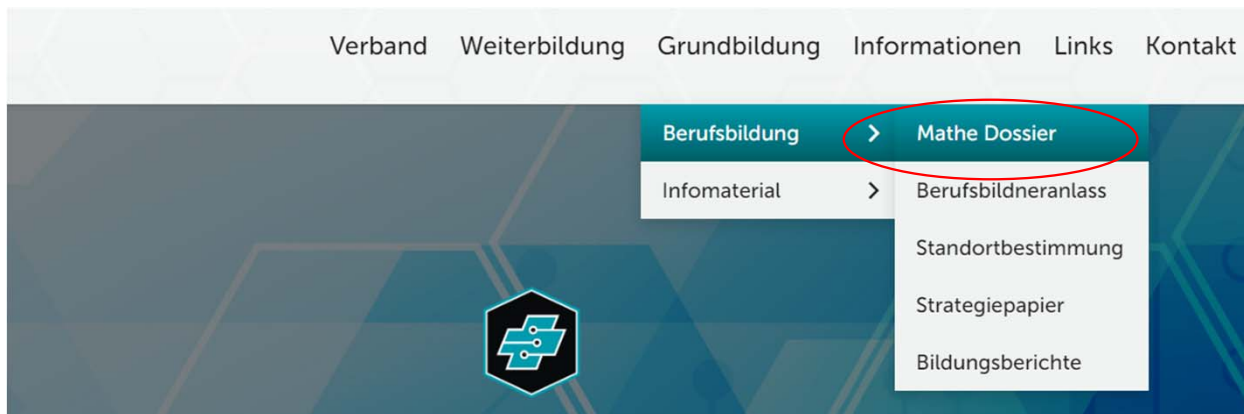 Verband Weiterbildung Grundbildung Informationen Links Kontakt
Berufsbildung
Infomaterial
Mathe Dossier
Berufsbildneranlass
Standortbestimmung
Strategiepapier
Bildungsberichte